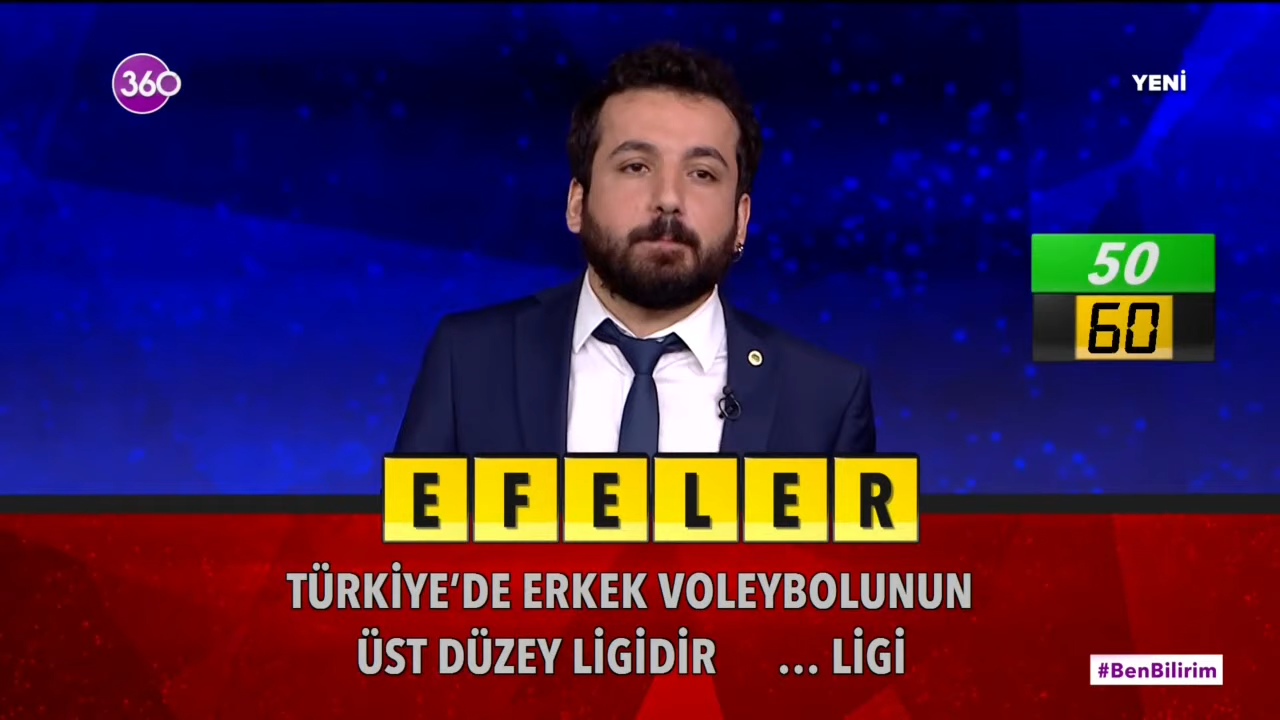 360
YENİ
50
60
EFELER
TÜRKİYE'DE ERKEK VOLEYBOLUNUN
ÜST DÜZEY LİGİDİR ... LİGİ
#BenBilirim